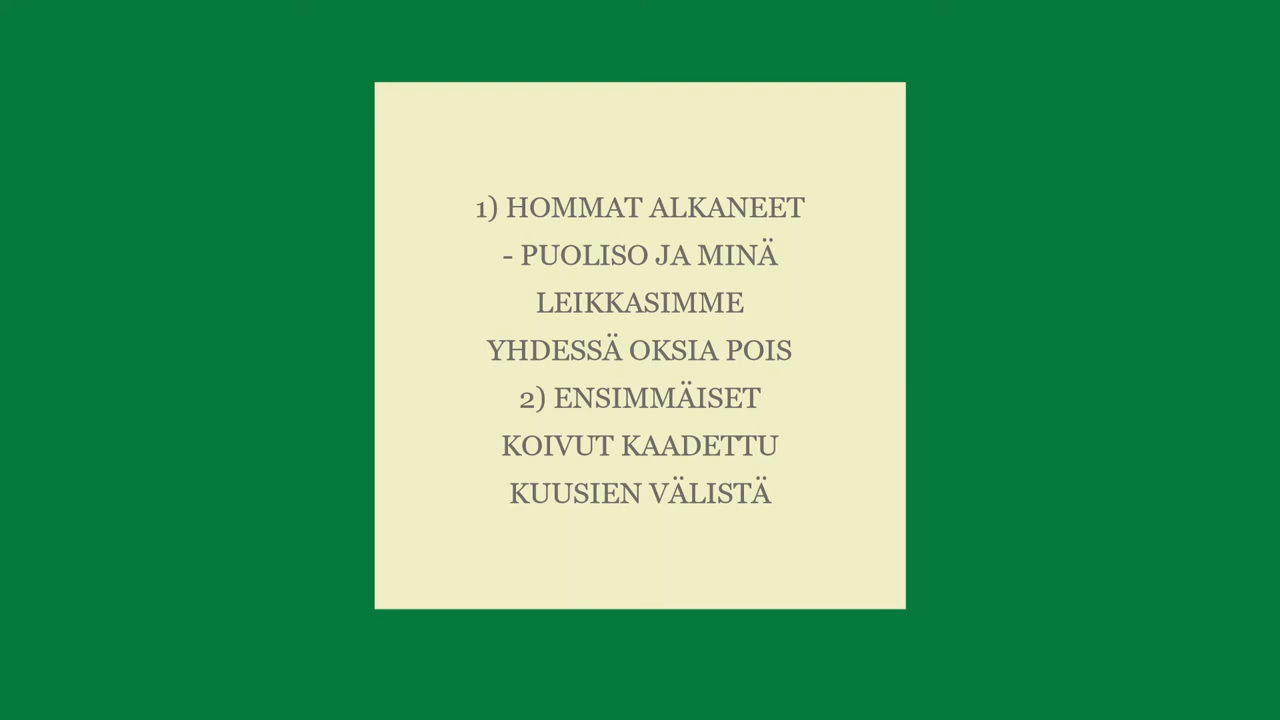 1) HOMMAT ALKANEET
- PUOLISO JA MINÄ
LEIKKASIMME
YHDESSÄ OKSIA POIS
2) ENSIMMÄISET
KOIVUT KAADETTU
KUUSIEN VÄLISTÄ